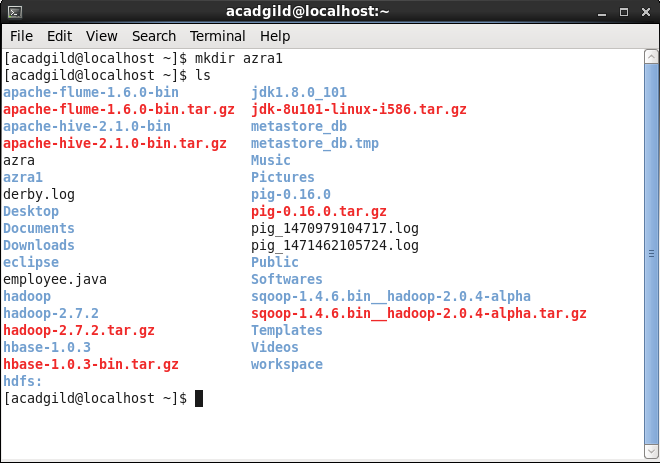 acadgild@localhost:~
File Edit View Search Terminal Help
[acadgild@localhost ~]$ mkdir azra1
[acadgild@localhost ~]$ ls
apache-flume-1.6.0-bin jdk1.8.0_101
apache-flume-1.6.0-bin.tar.gz jdk-8u101-linux-i586.tar.gz
apache-hive-2.1.0-bin metastore_db
apache-hive-2.1.0-bin.tar.gz metastore_db.tmp
azra Music
azra1 Pictures
derby.log pig-0.16.0
Desktop pig-0.16.0.tar.gz
Documents pig_1470979104717.log
Downloads pig_1471462105724.log
eclipse Public
employee.java Softwares
hadoop sqoop-1.4.6.bin__hadoop-2.0.4-alpha
hadoop-2.7.2 sqoop-1.4.6.bin__hadoop-2.0.4-alpha.tar.gz
hadoop-2.7.2.tar.gz Templates
hbase-1.0.3 Videos
hbase-1.0.3-bin.tar.gz workspace
hdfs:
[acadgild@localhost ~]$